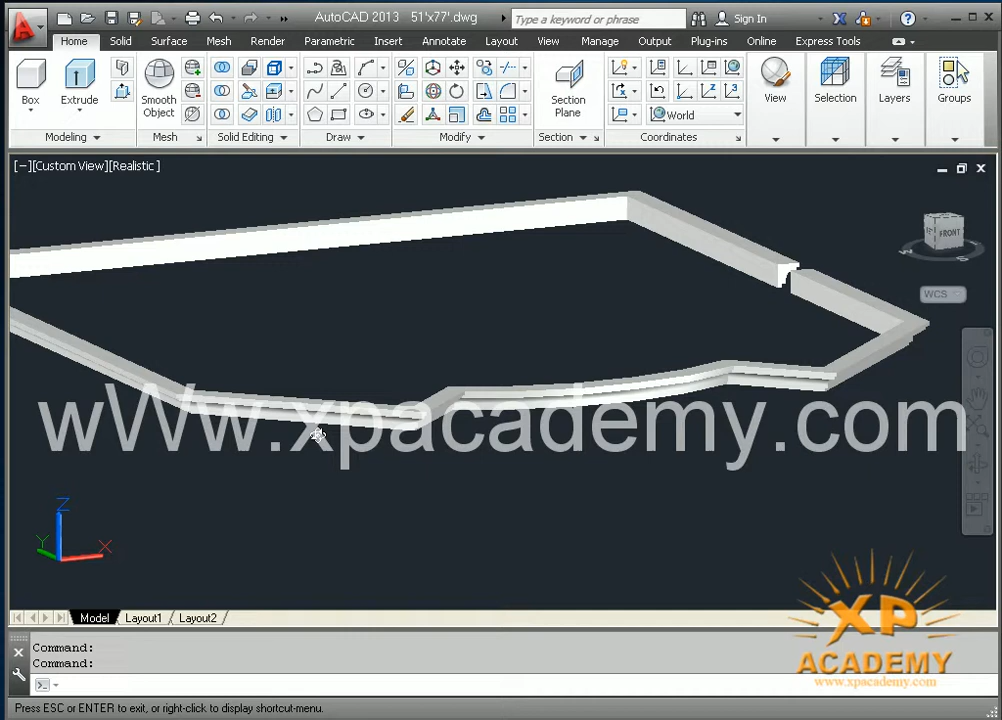 AutoCAD 2013 51'x77'.dwg
Type a keyword or phrase
Sign In
Home Solid Surface Mesh Render Parametric Insert Annotate Layout View Manage Output Plug-ins Online Express Tools
Box
Extrude
Smooth
Object
Section
Plane
World
View
Selection
Layers
Groups
Modeling Mesh Solid Editing Draw Modify Section Coordinates
[−][Custom View][Realistic ]
FRONT
W
WCS
wWw.xpacademy.com
Z
Y
X
Model Layout1 Layout2
Command:
Command:
XP
ACADEMY
www.xpacademy.com
Press ESC or ENTER to exit, or right-click to display shortcut-menu.